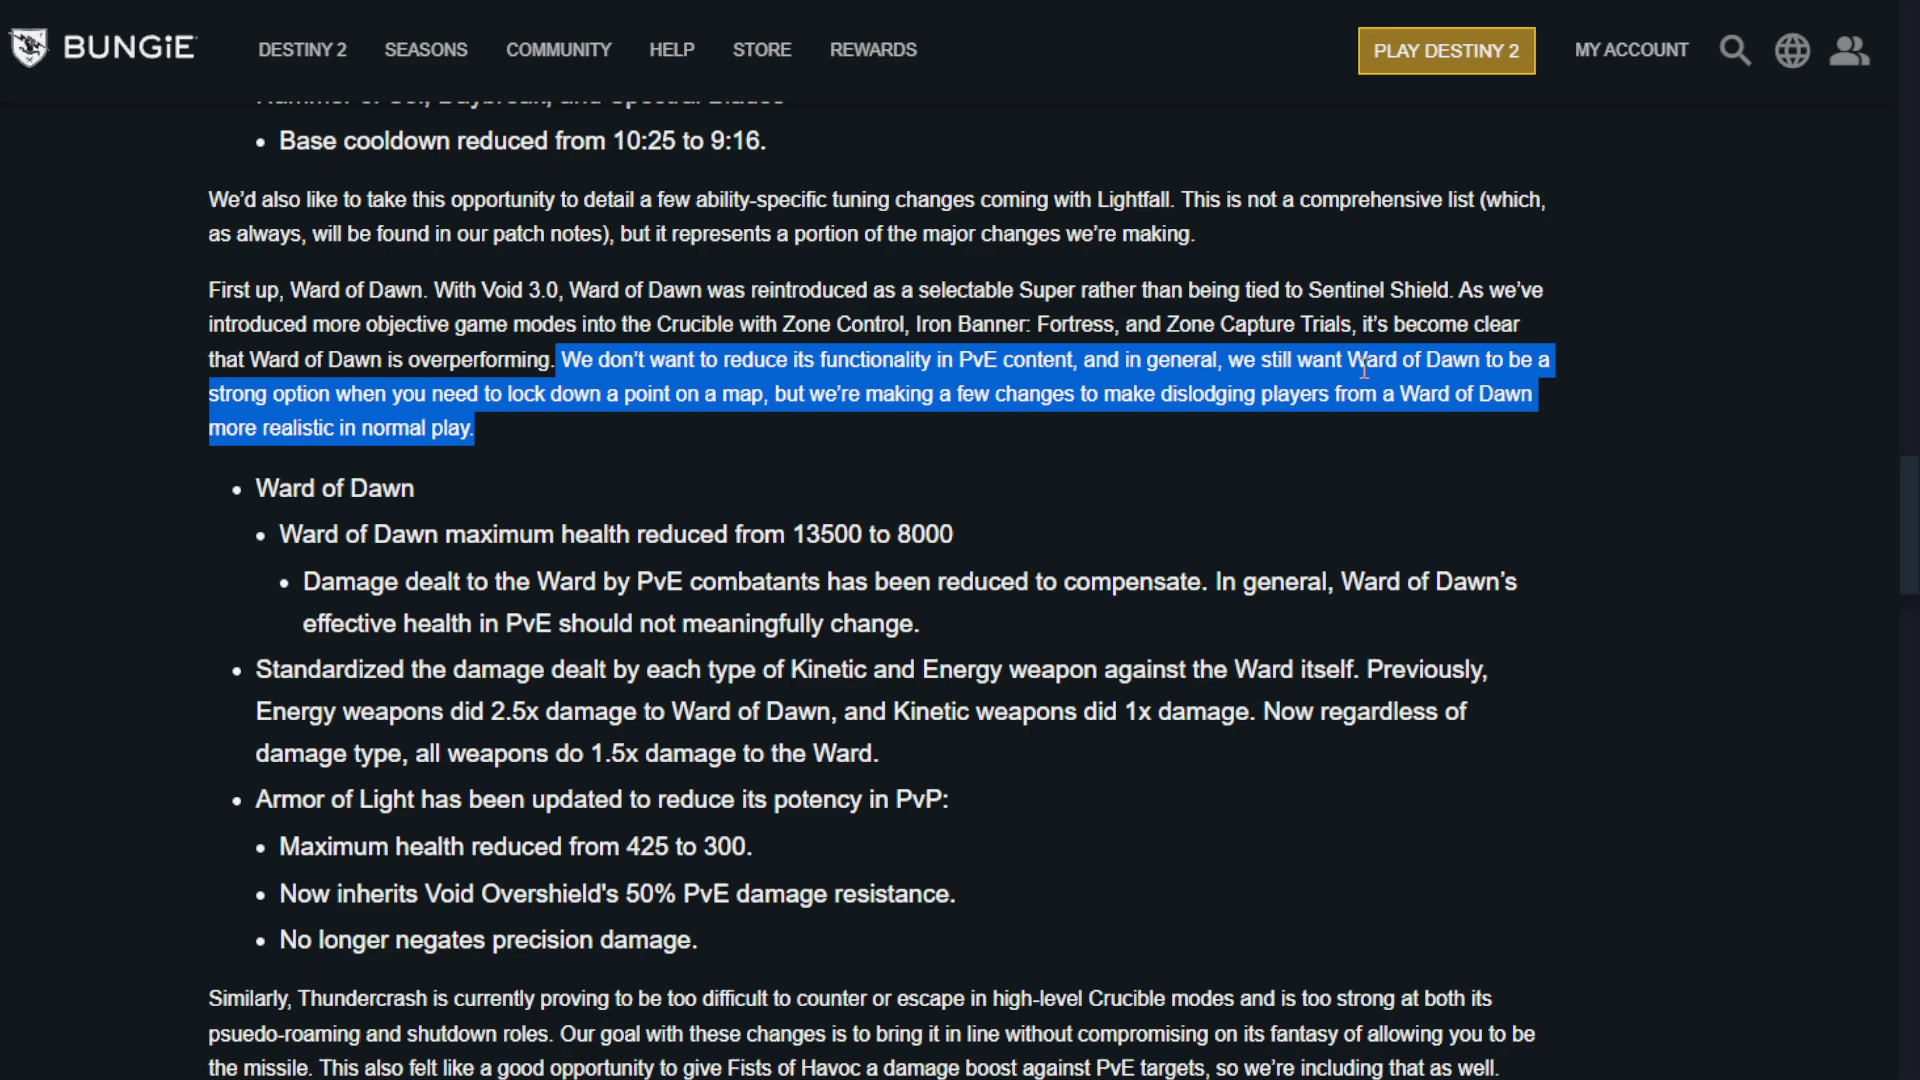 BUNGiE
DESTINY 2 SEASONS COMMUNITY HELP STORE REWARDS PLAY DESTINY 2 MY ACCOUNT
• Base cooldown reduced from 10:25 to 9:16.
We’d also like to take this opportunity to detail a few ability-specific tuning changes coming with Lightfall. This is not a comprehensive list (which,
as always, will be found in our patch notes), but it represents a portion of the major changes we’re making.
First up, Ward of Dawn. With Void 3.0, Ward of Dawn was reintroduced as a selectable Super rather than being tied to Sentinel Shield. As we’ve
introduced more objective game modes into the Crucible with Zone Control, Iron Banner: Fortress, and Zone Capture Trials, it’s become clear
that Ward of Dawn is overperforming. We don’t want to reduce its functionality in PvE content, and in general, we still want Ward of Dawn to be a
strong option when you need to lock down a point on a map, but we’re making a few changes to make dislodging players from a Ward of Dawn
more realistic in normal play.
• Ward of Dawn
• Ward of Dawn maximum health reduced from 13500 to 8000
• Damage dealt to the Ward by PvE combatants has been reduced to compensate. In general, Ward of Dawn’s
effective health in PvE should not meaningfully change.
• Standardized the damage dealt by each type of Kinetic and Energy weapon against the Ward itself. Previously,
Energy weapons did 2.5x damage to Ward of Dawn, and Kinetic weapons did 1x damage. Now regardless of
damage type, all weapons do 1.5x damage to the Ward.
• Armor of Light has been updated to reduce its potency in PvP:
• Maximum health reduced from 425 to 300.
• Now inherits Void Overshield's 50% PvE damage resistance.
• No longer negates precision damage.
Similarly, Thundercrash is currently proving to be too difficult to counter or escape in high-level Crucible modes and is too strong at both its
psuedo-roaming and shutdown roles. Our goal with these changes is to bring it in line without compromising on its fantasy of allowing you to be
the missile. This also felt like a good opportunity to give Fists of Havoc a damage boost against PvE targets, so we’re including that as well.